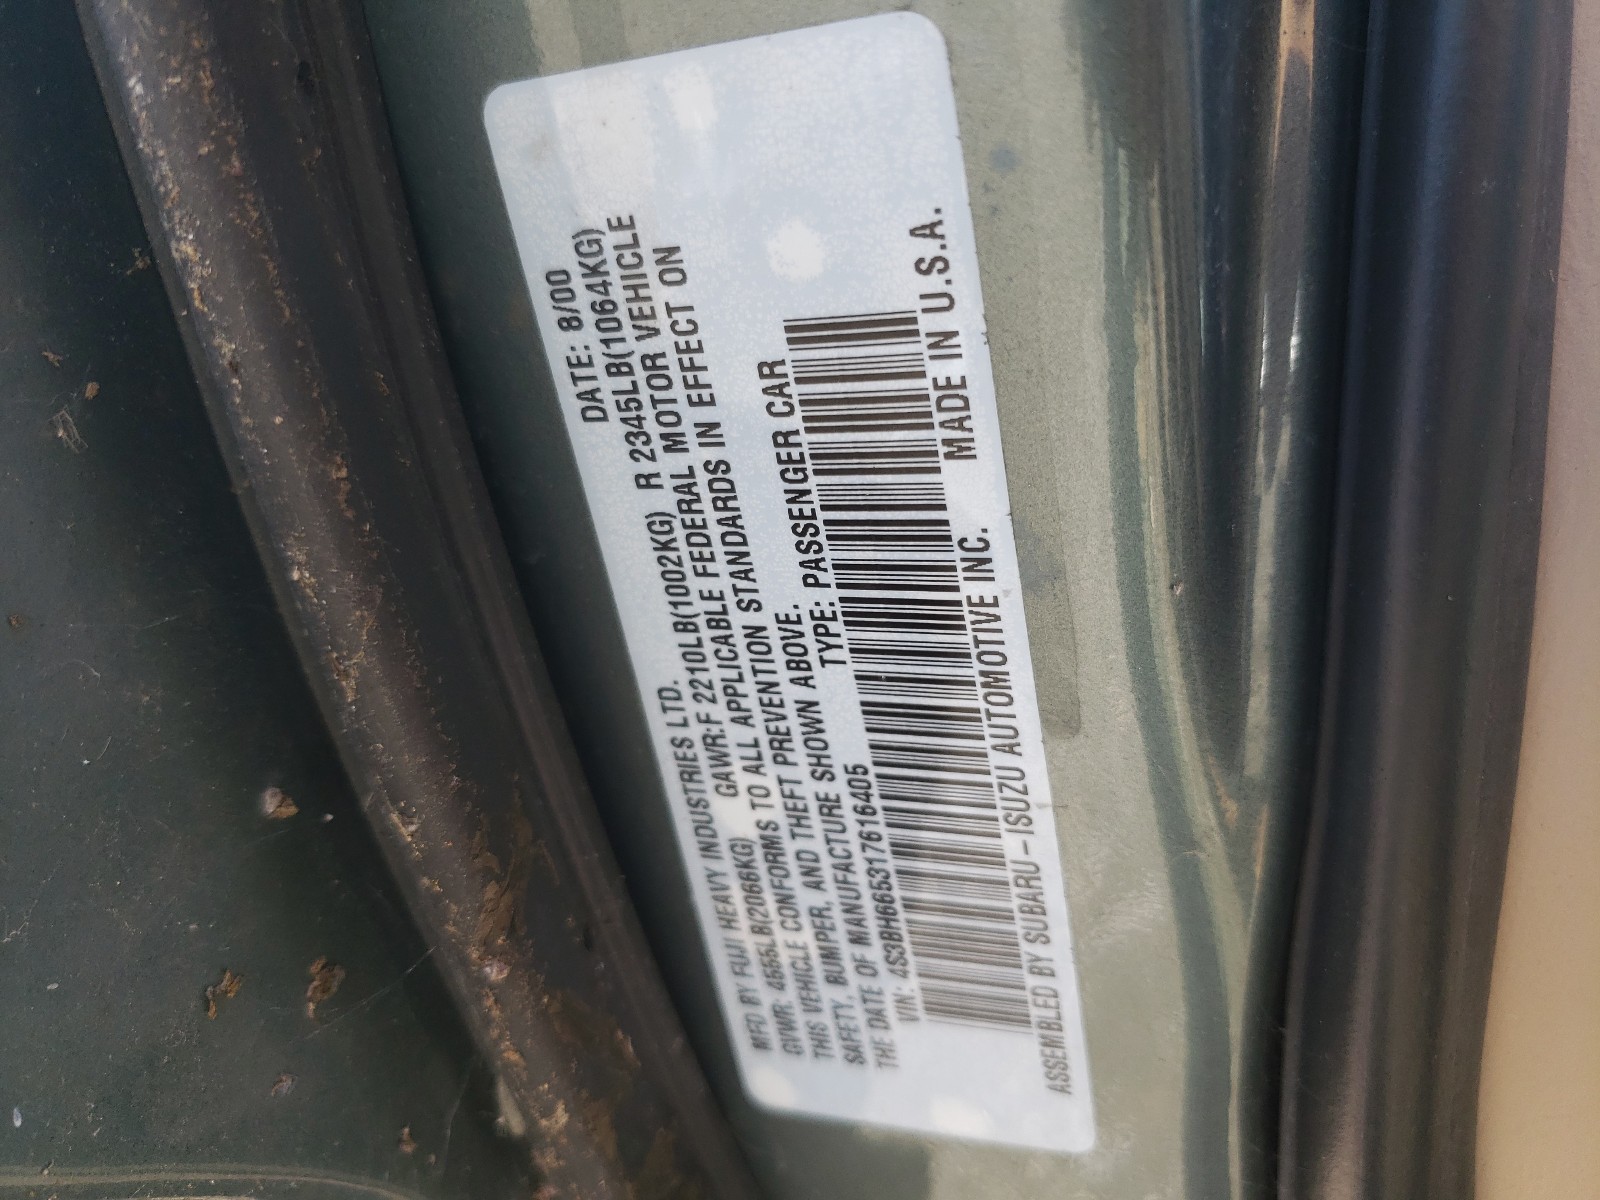 MFD BY FUJI HEAVY INDUSTRIES LTD. DATE: 8/00
GVWR: 4555LB(2066KG) GAWR:F 2210LB(1002KG) R 2345LB(1064KG)
THIS VEHICLE CONFORMS TO ALL APPLICABLE FEDERAL MOTOR VEHICLE
SAFETY, BUMPER, AND THEFT PREVENTION STANDARDS IN EFFECT ON
THE DATE OF MANUFACTURE SHOWN ABOVE.
VIN: 4S3BH665317616405 TYPE: PASSENGER CAR
ASSEMBLED BY SUBARU-ISUZU AUTOMOTIVE INC. MADE IN U.S.A.